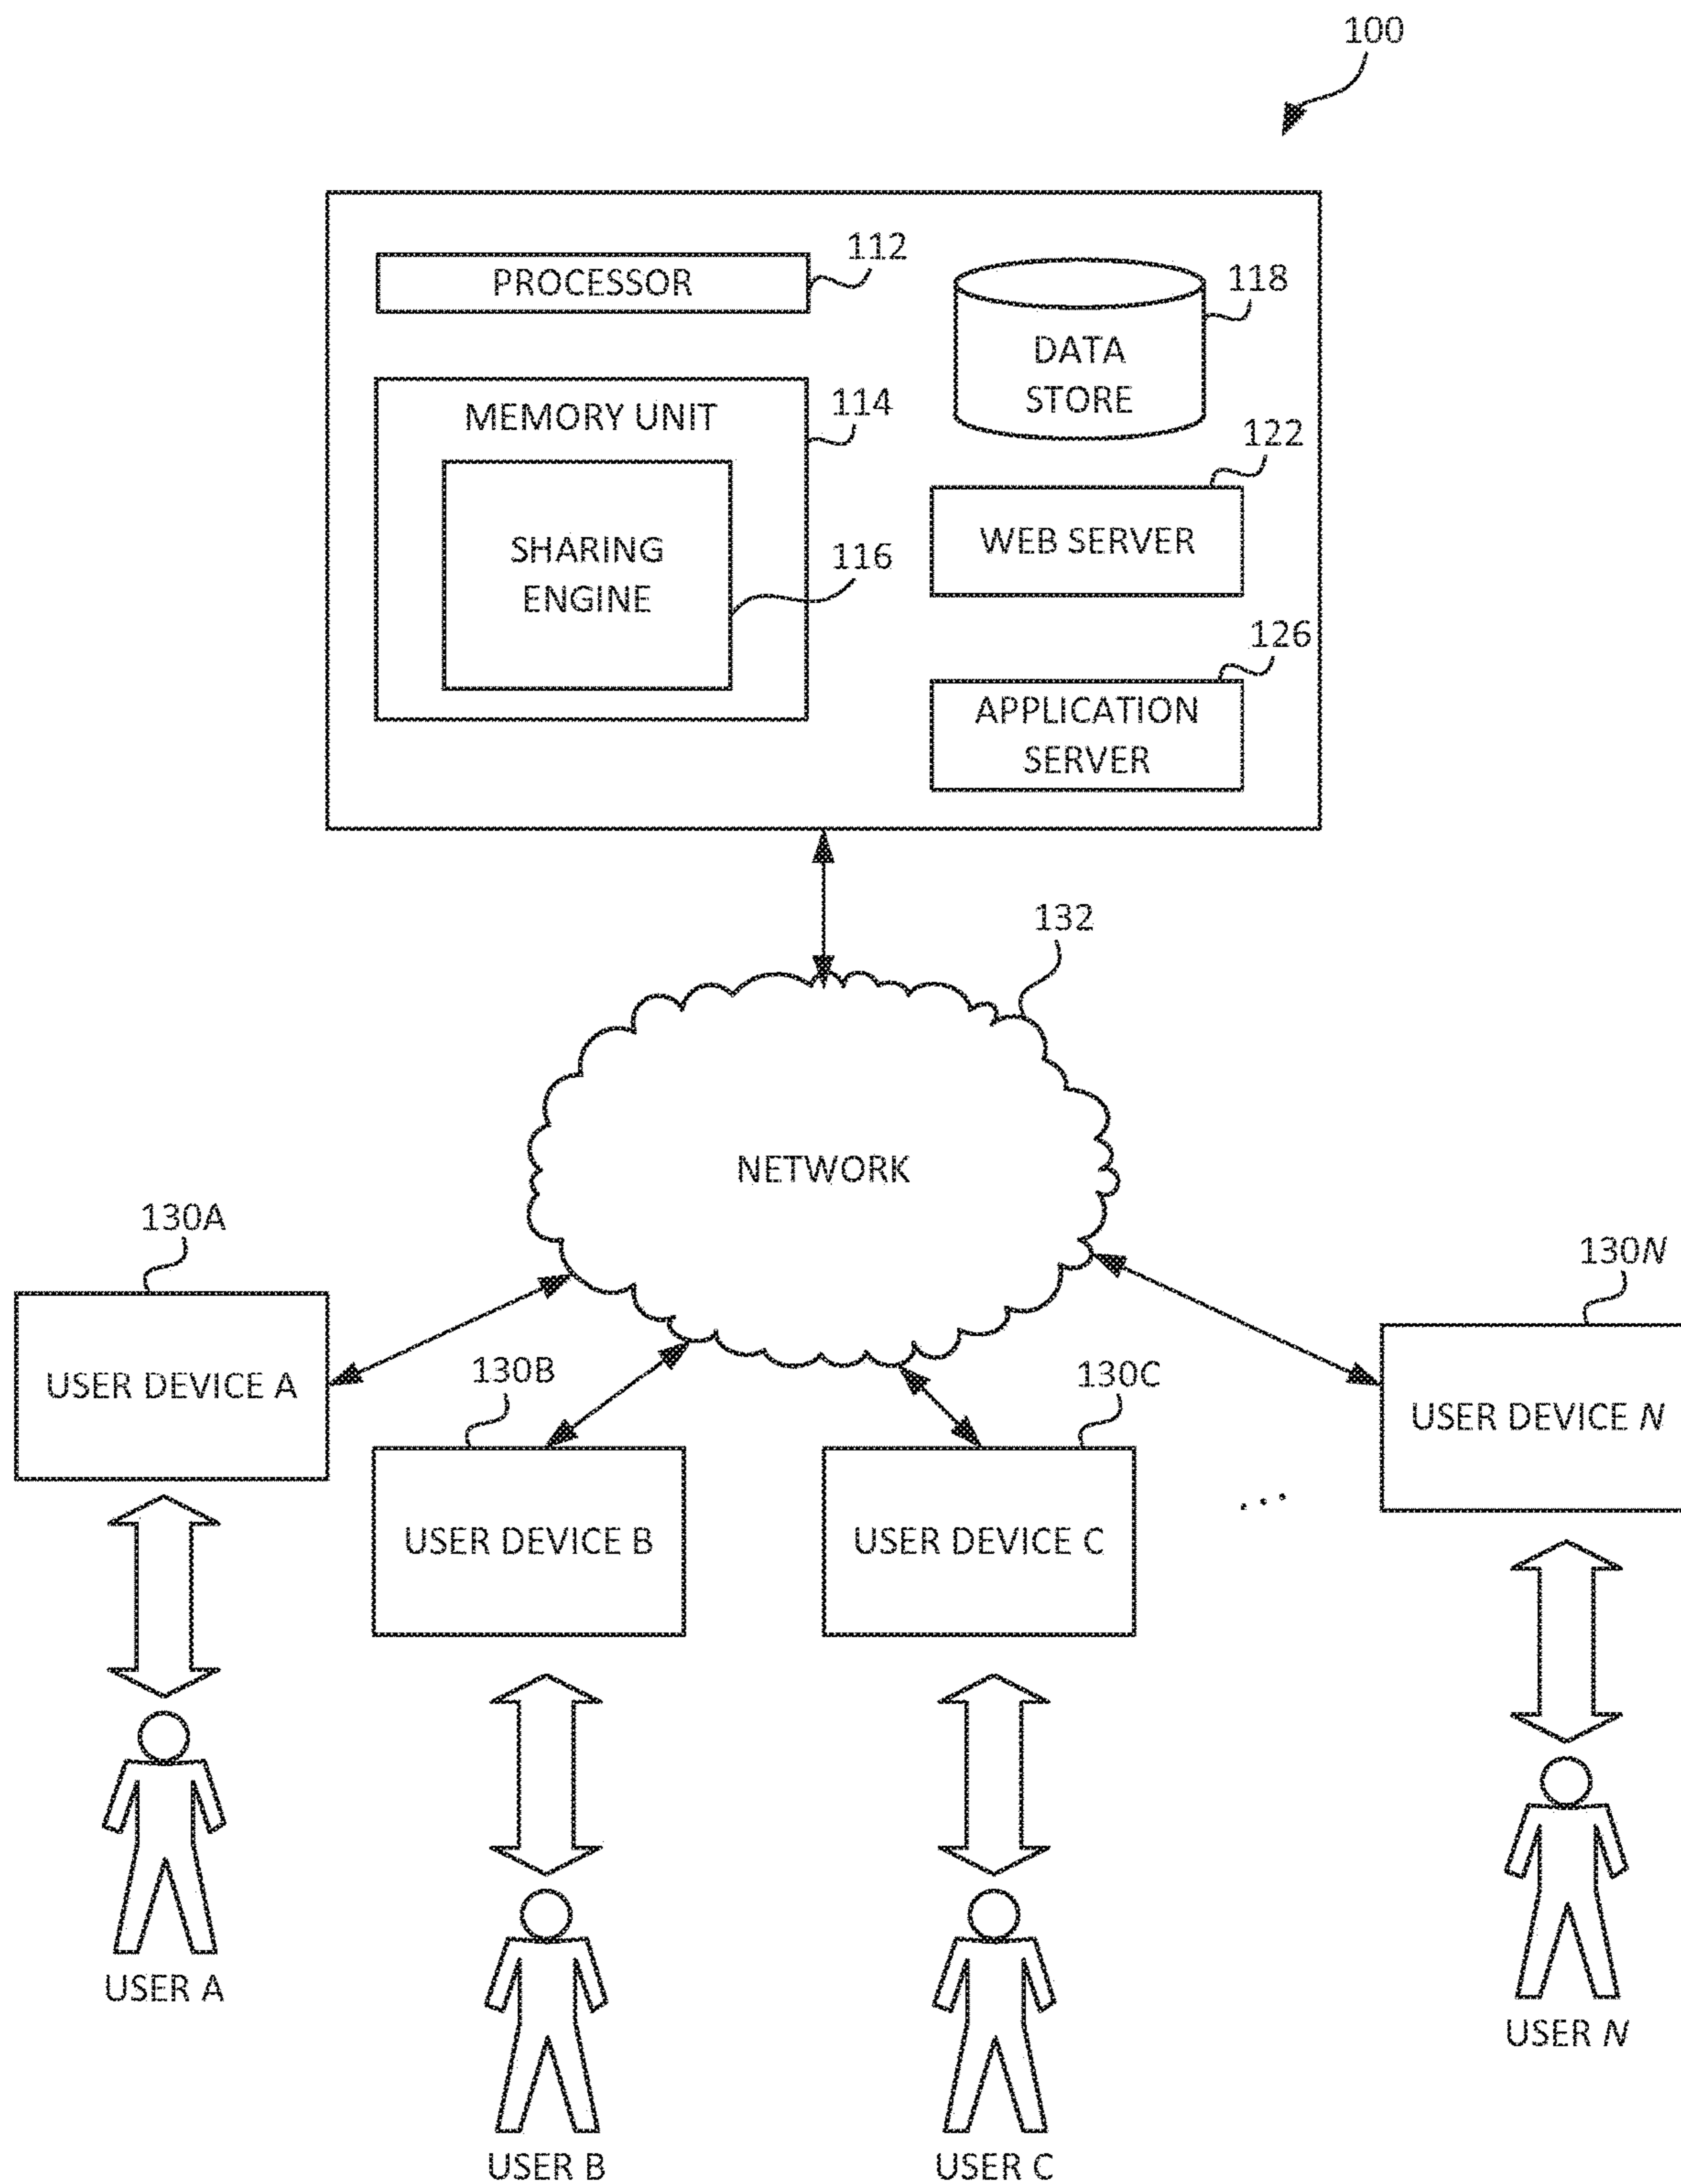 100
PROCESSOR
112
DATA
STORE
118
MEMORY UNIT
114
SHARING
ENGINE
116
122
WEB SERVER
126
APPLICATION
SERVER
132
NETWORK
130A
USER DEVICE A
130B
USER DEVICE B
130C
USER DEVICE C
...
130N
USER DEVICE N
USER A
USER B
USER C
USER N